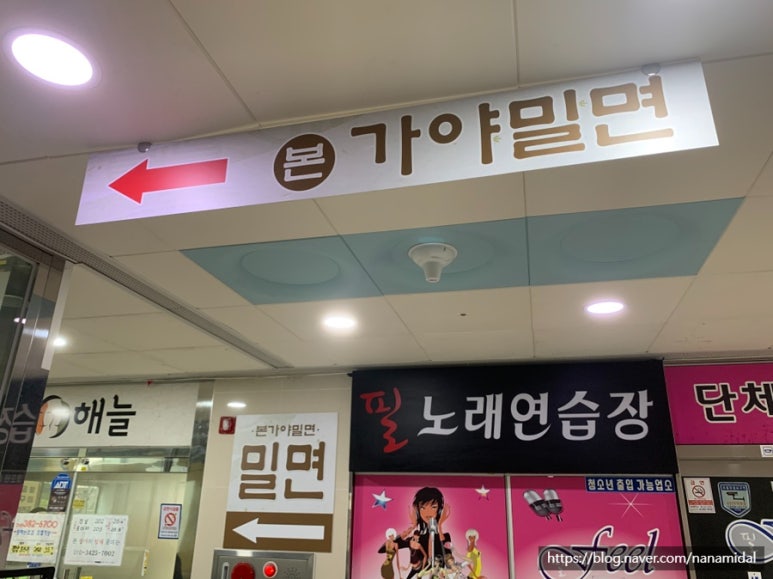 본 가야밀면
해늘
·본가야밀면·
밀면
필 노래연습장
단체
청소년 출입 가능업소
Feel
https://blog.naver.com/nanamidal